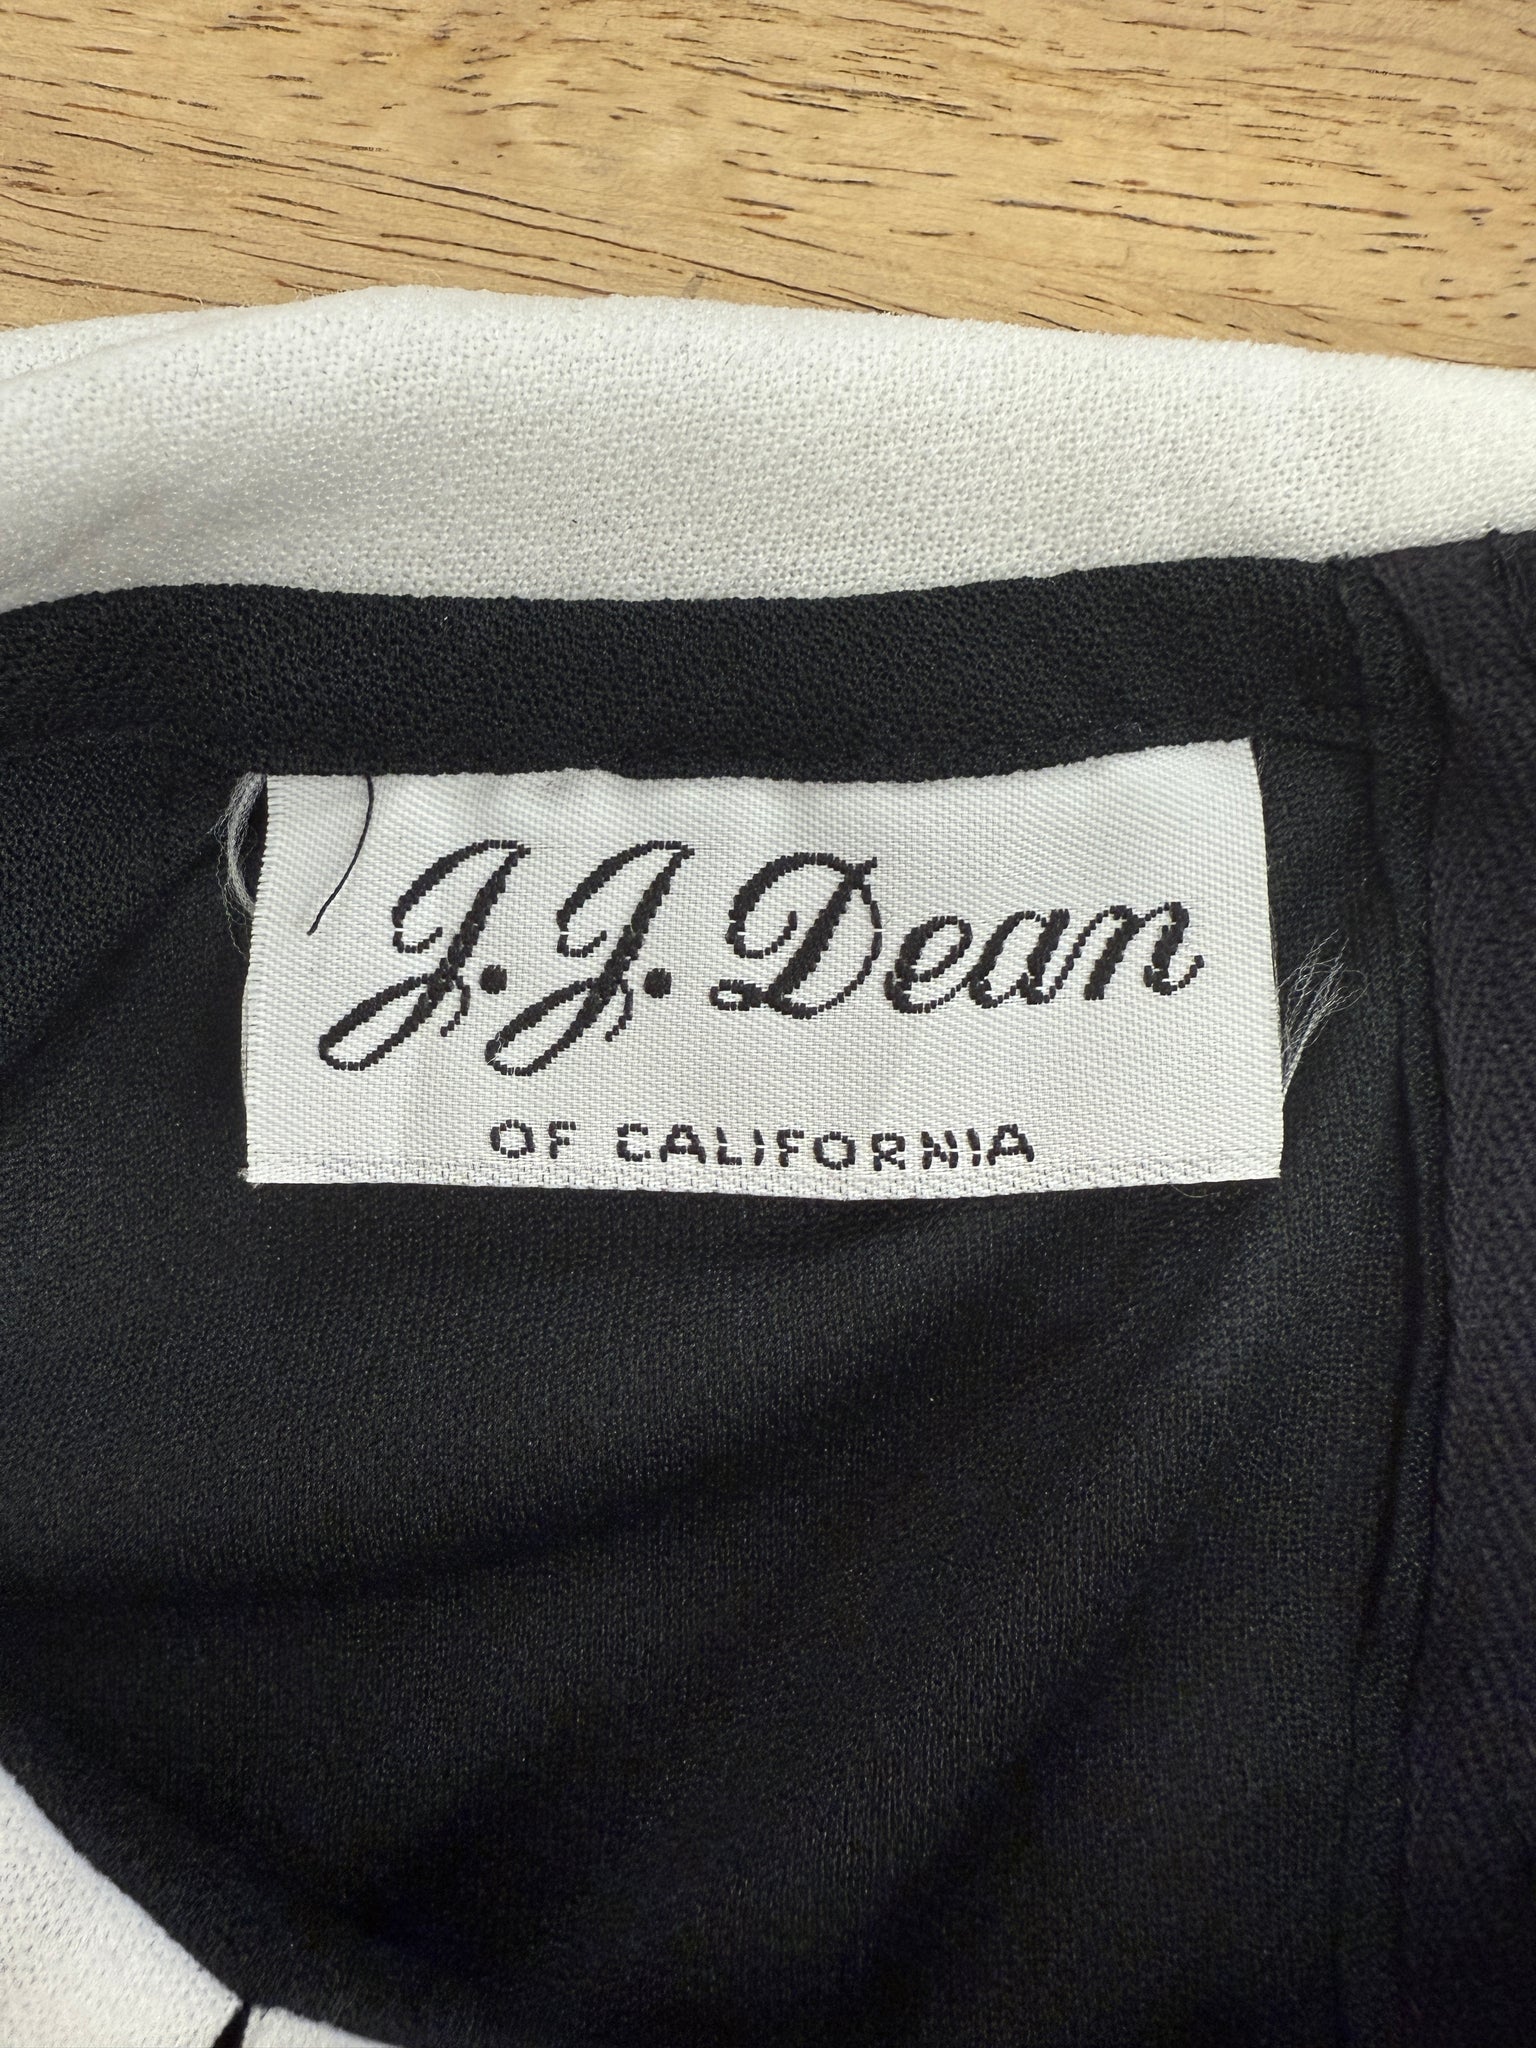 J.J. Dean
OF CALIFORNIA